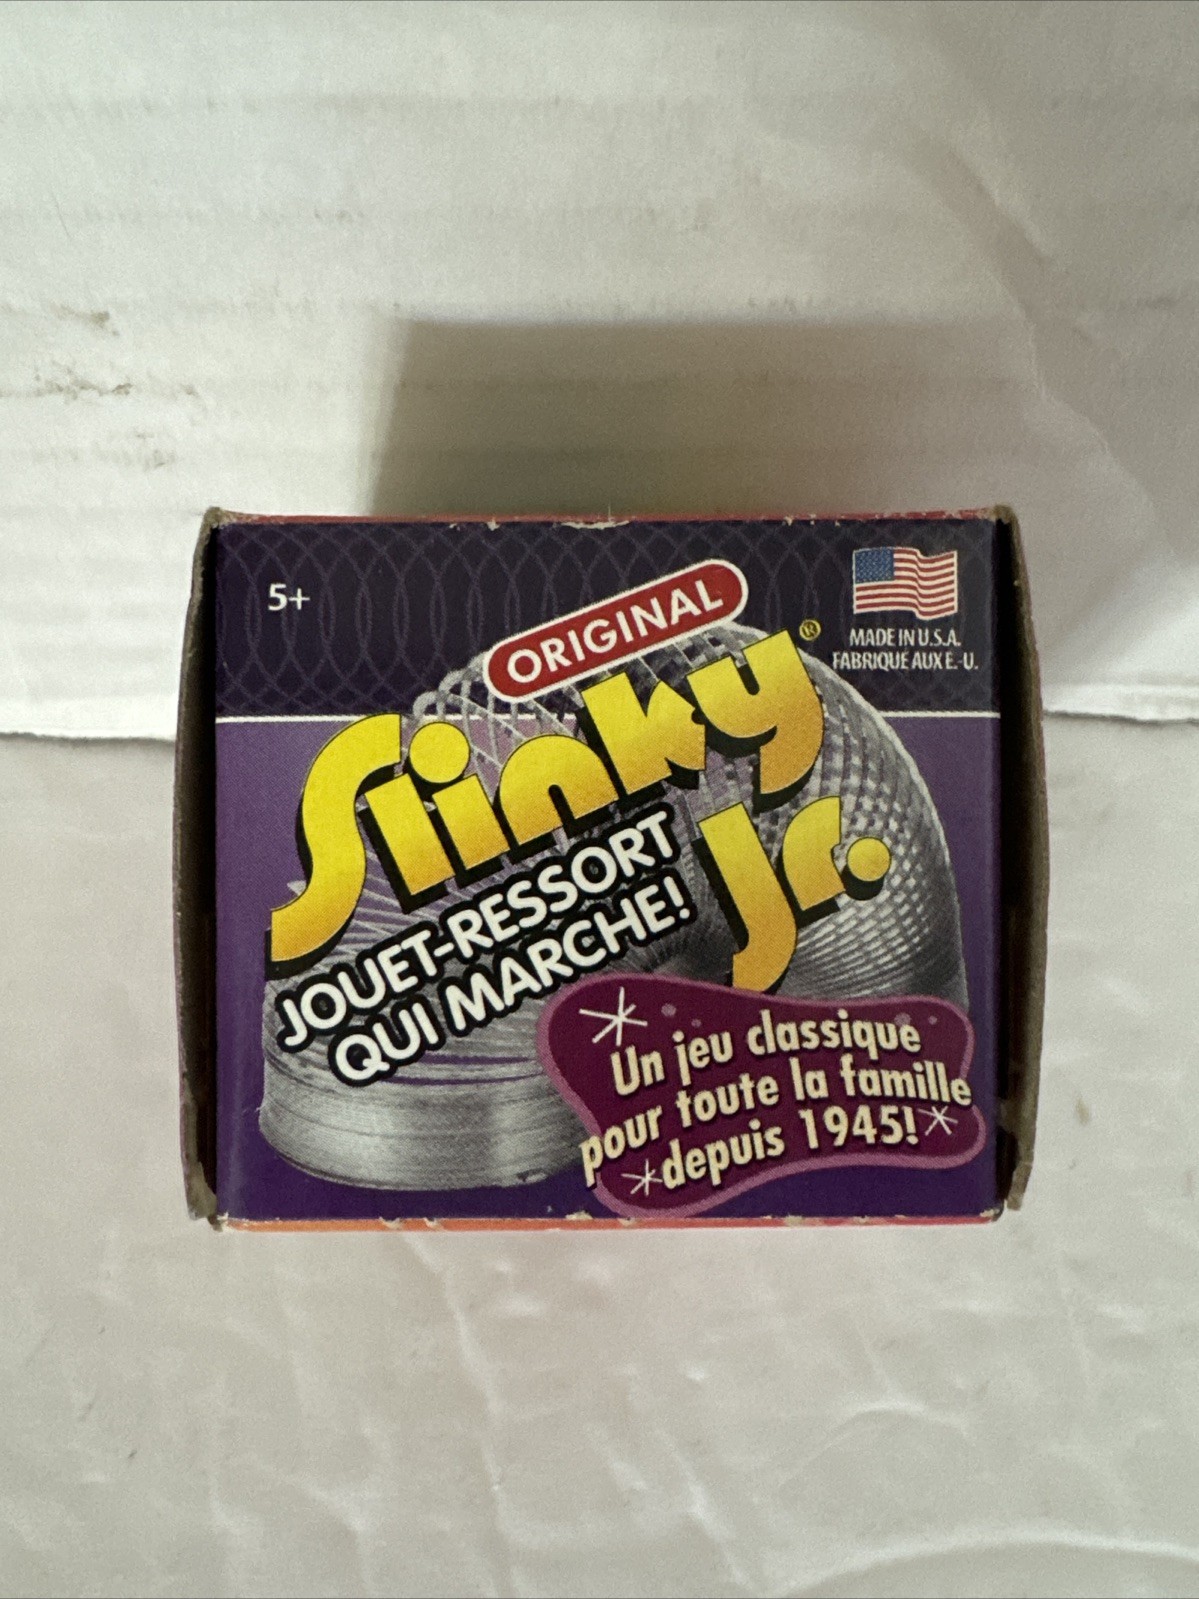 5+
ORIGINAL
Slinky®
Jr.
MADE IN U.S.A.
FABRIQUE AUX É.-U.
JOUET-RESSORT
QUI MARCHE!
Un jeu classique
pour toute la famille
depuis 1945!